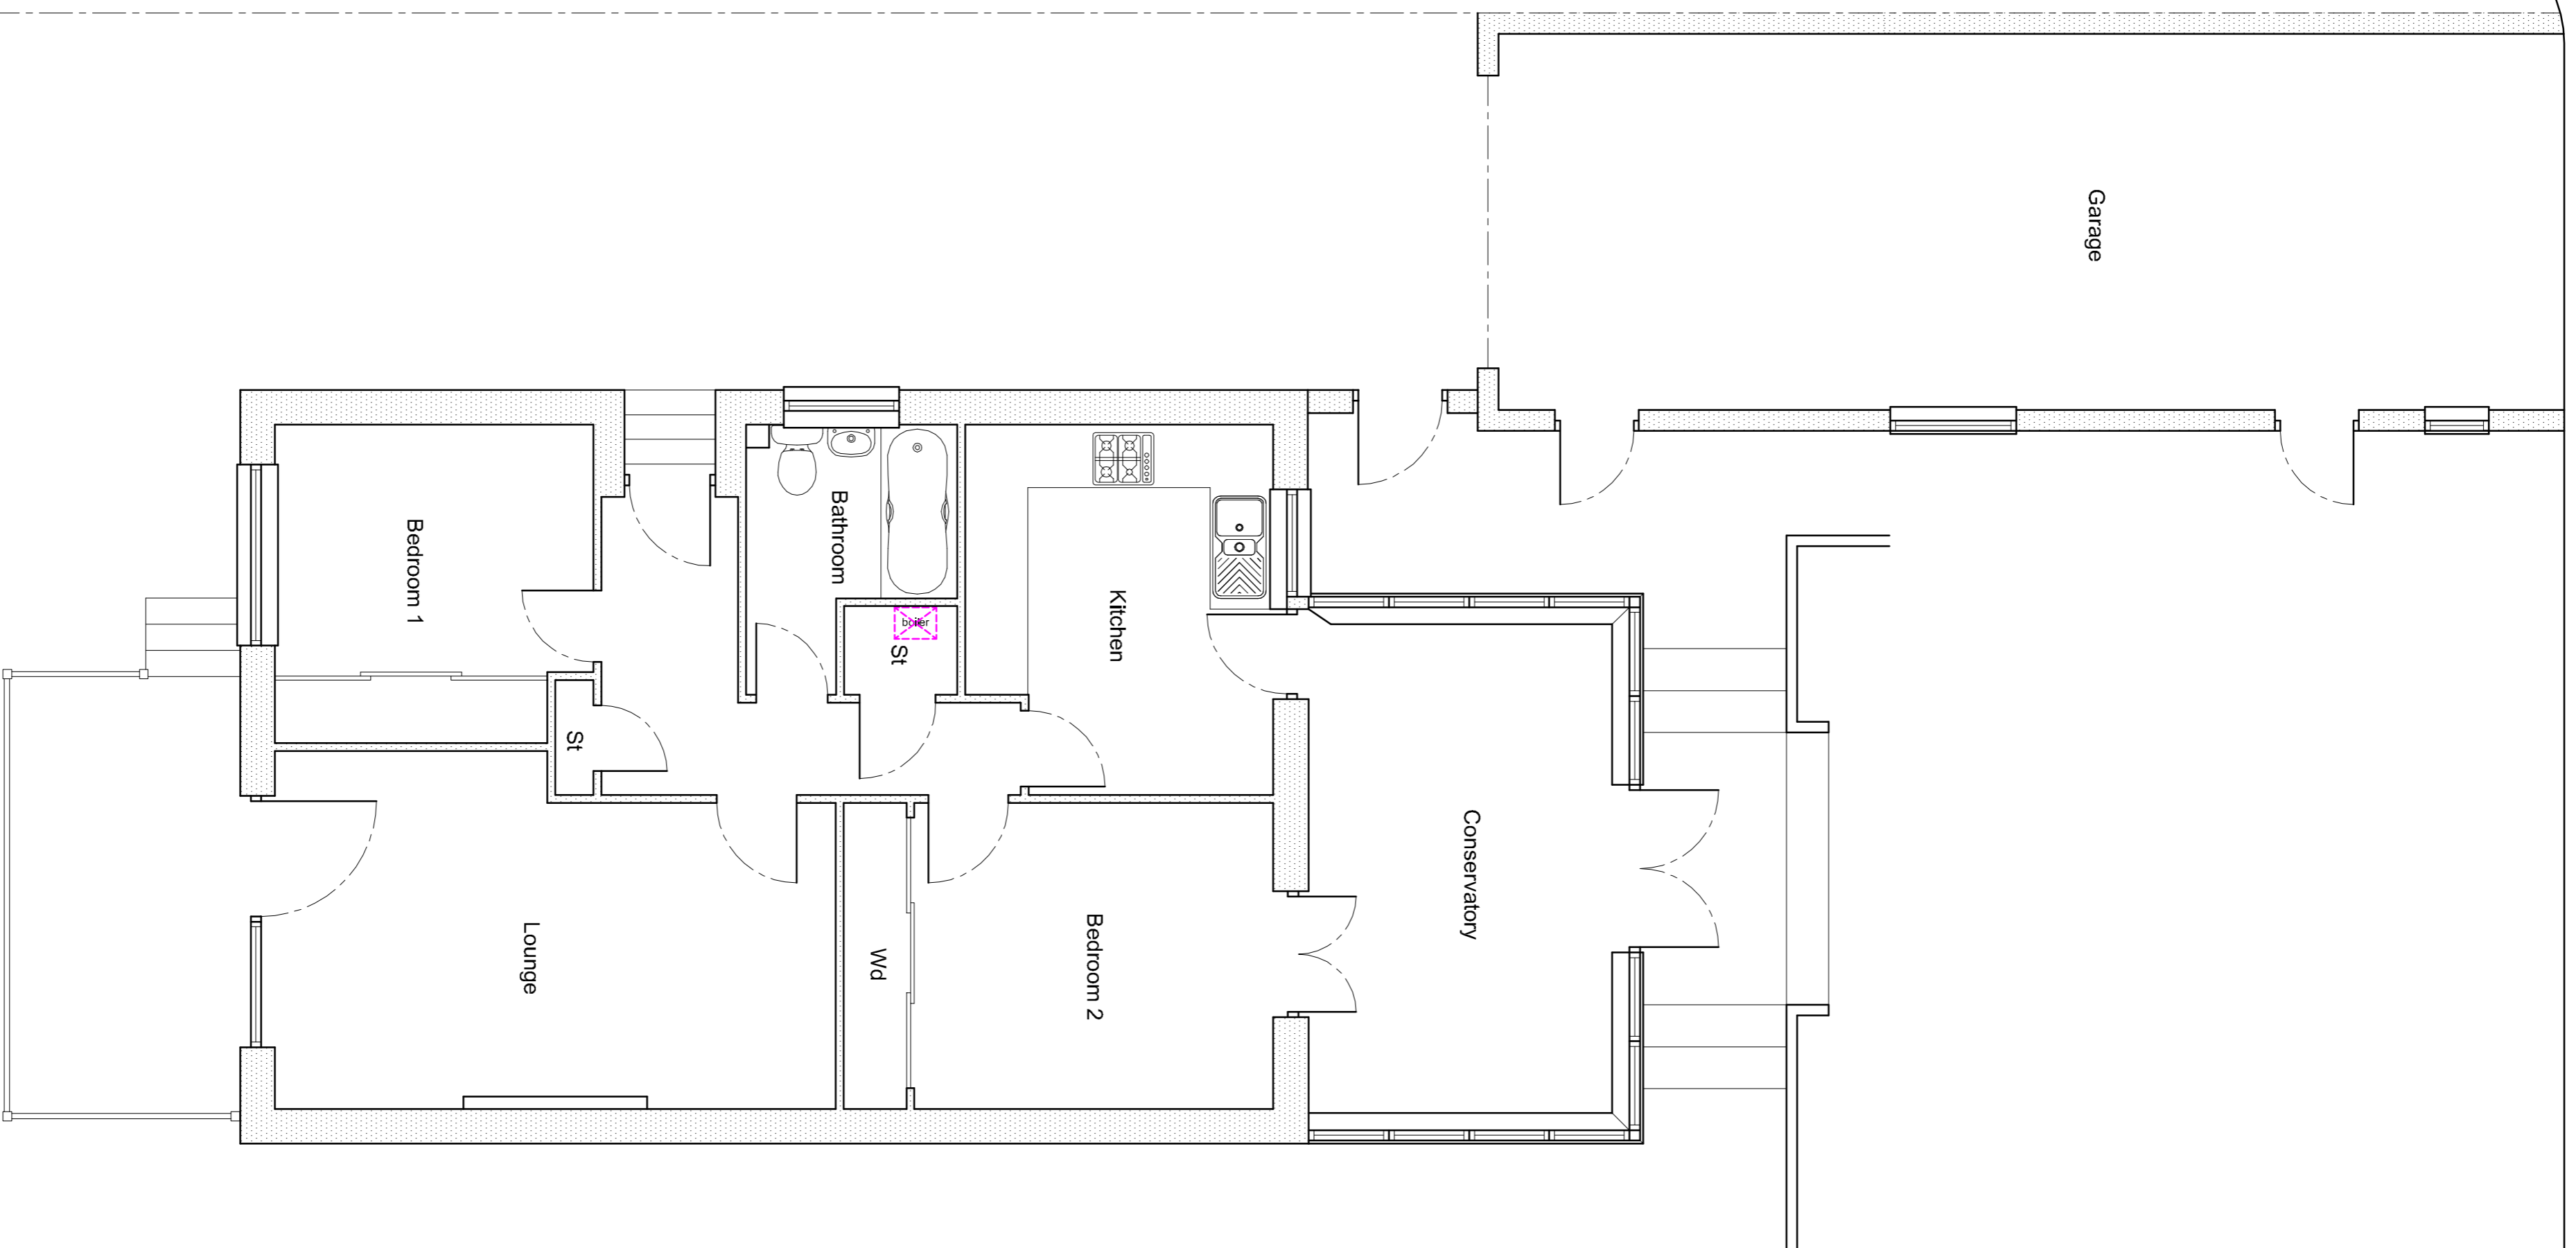 Garage
Bedroom 1
Bathroom
boiler
St
Kitchen
St
Conservatory
Lounge
Wd
Bedroom 2